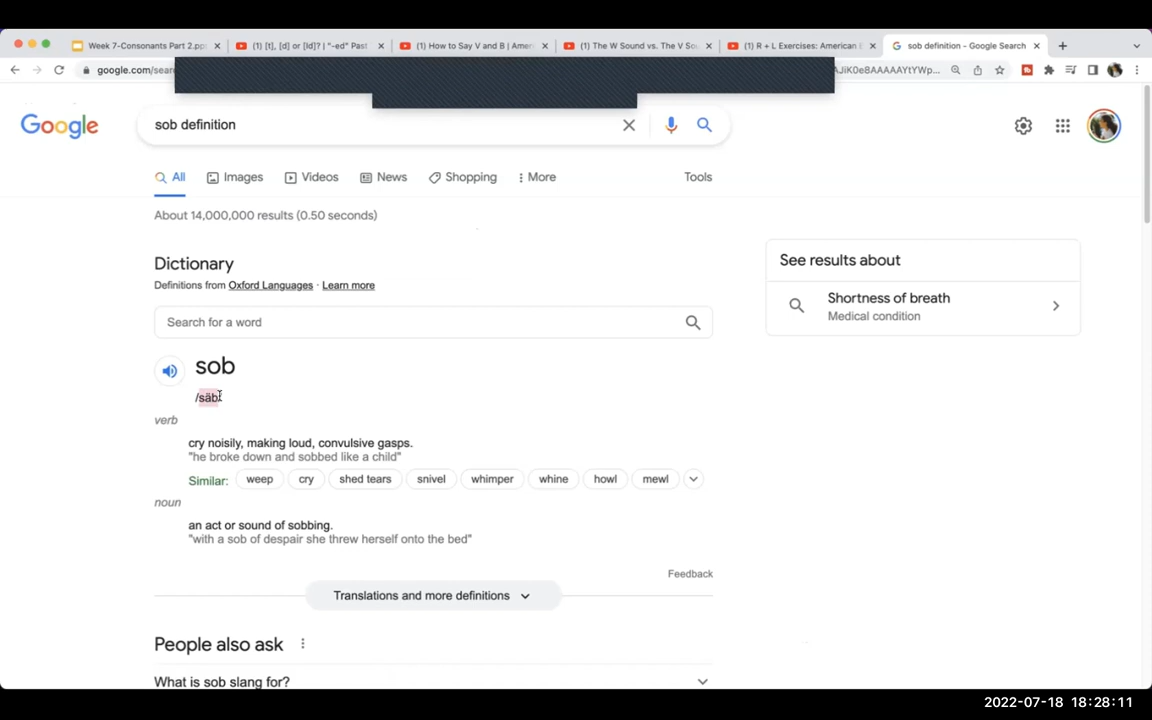 Week 7-Consonants Part 2.pp
(1) [t], [d] or [ld]? | "-ed" Past
(1) How to Say V and B | Amer
(1) The W Sound vs. The V So
(1) R + L Exercises: American E
sob definition - Google Search
google.com/sear
JiK0e8AAAAAYtYWp...
Google
sob definition
All
Images
Videos
News
Shopping
More
Tools
About 14,000,000 results (0.50 seconds)
Dictionary
Definitions from Oxford Languages · Learn more
Search for a word
sob
/säb/
verb
cry noisily, making loud, convulsive gasps.
"he broke down and sobbed like a child"
Similar: weep cry shed tears snivel whimper whine howl mewl
noun
an act or sound of sobbing.
"with a sob of despair she threw herself onto the bed"
Feedback
Translations and more definitions
People also ask
What is sob slang for?
See results about
Shortness of breath
Medical condition
2022-07-18 18:28:11